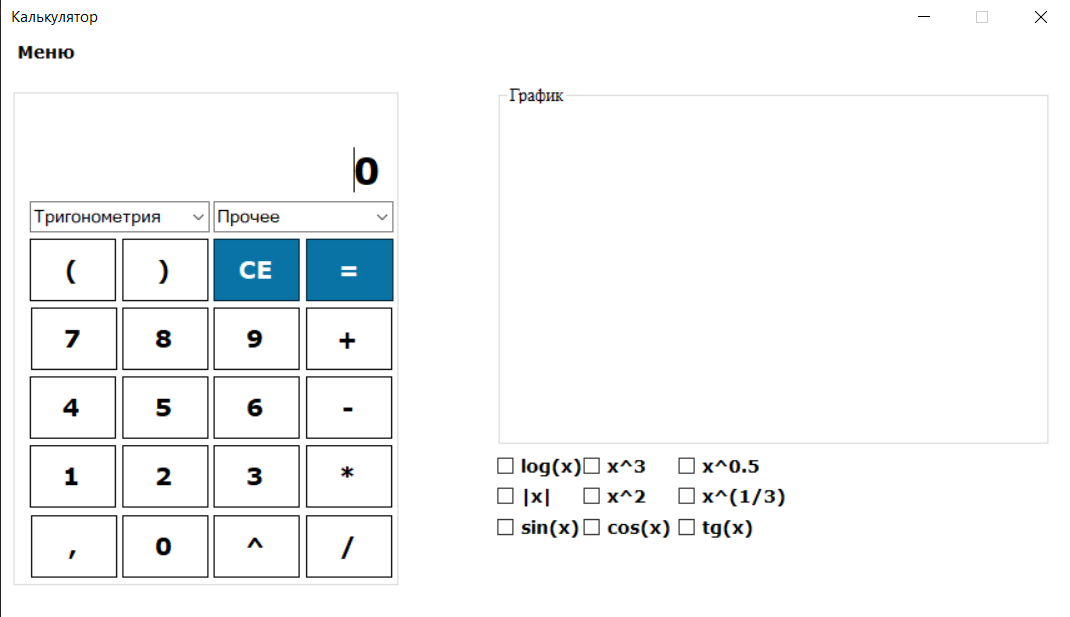 Калькулятор
Меню
0
Тригонометрия Прочее
( ) CE =
7 8 9 +
4 5 6 -
1 2 3 *
, 0 ^ /
График
log(x) x^3 x^0.5
|x| x^2 x^(1/3)
sin(x) cos(x) tg(x)